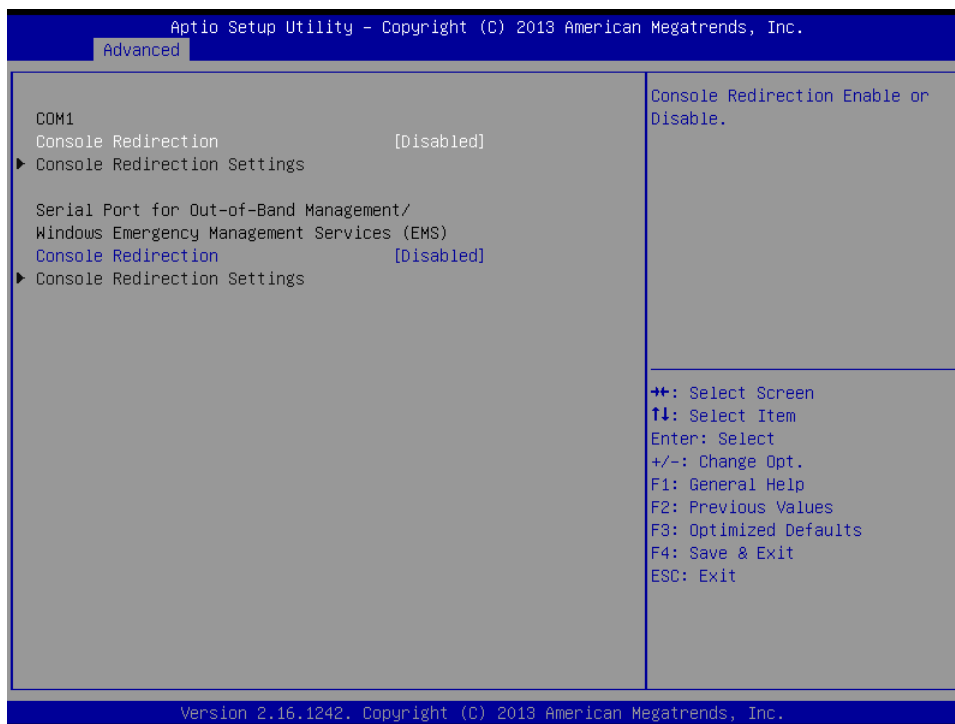 Aptio Setup Utility – Copyright (C) 2013 American Megatrends, Inc.
Advanced
COM1
Console Redirection [Disabled]
Console Redirection Settings
Serial Port for Out-of-Band Management/
Windows Emergency Management Services (EMS)
Console Redirection [Disabled]
Console Redirection Settings
Console Redirection Enable or
Disable.
→←: Select Screen
↑↓: Select Item
Enter: Select
+/-: Change Opt.
F1: General Help
F2: Previous Values
F3: Optimized Defaults
F4: Save & Exit
ESC: Exit
Version 2.16.1242. Copyright (C) 2013 American Megatrends, Inc.